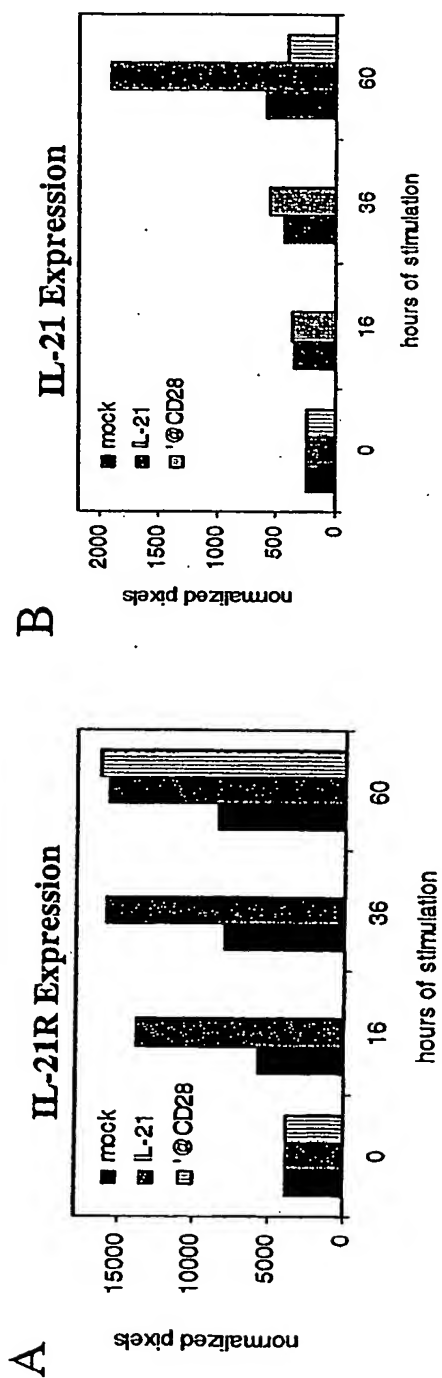 A
IL-21R Expression
normalized pixels
15000
10000
5000
0
mock
IL-21
'@CD28
0
16
36
60
hours of stimulation
B
IL-21 Expression
normalized pixels
2000
1500
1000
500
0
mock
IL-21
'@CD28
0
16
36
60
hours of stimulation